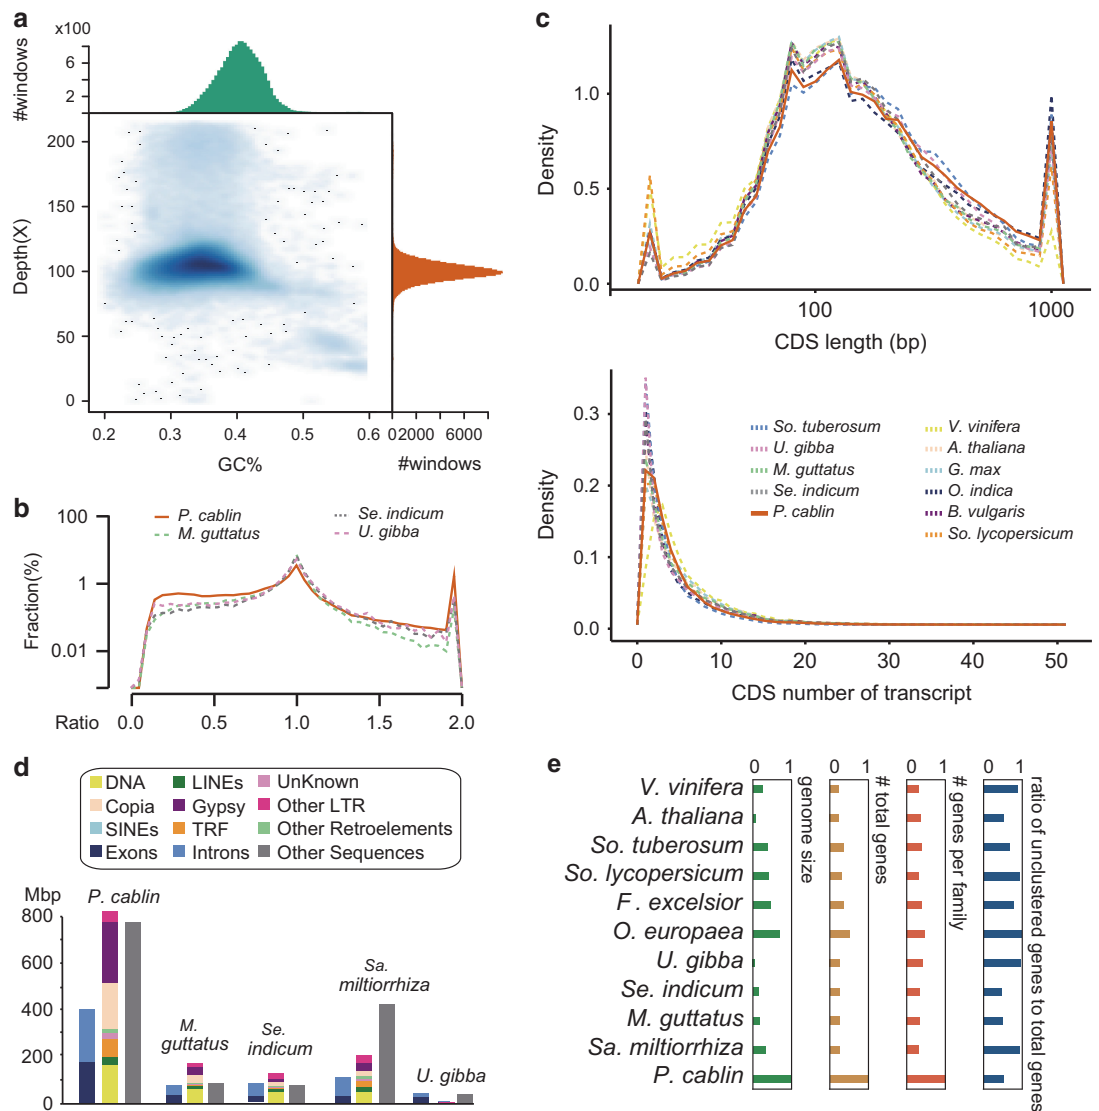 a
x100
#windows
6
2
Depth(X)
200
150
100
50
0
0.2 0.3 0.4 0.5 0.6
GC%
0 2000 6000
#windows
b
Fraction(%)
100
1
0.01
P. cablin
M. guttatus
Se. indicum
U. gibba
Ratio
0.0 0.5 1.0 1.5 2.0
c
Density
1.0
0.5
0.0
100 1000
CDS length (bp)
Density
0.3
0.2
0.1
0.0
So. tuberosum
U. gibba
M. guttatus
Se. indicum
P. cablin
V. vinifera
A. thaliana
G. max
O. indica
B. vulgaris
So. lycopersicum
0 10 20 30 40 50
CDS number of transcript
d
DNA LINEs UnKnown
Copia Gypsy Other LTR
SINEs TRF Other Retroelements
Exons Introns Other Sequences
Mbp
800
600
400
200
0
P. cablin
M. guttatus
Se. indicum
Sa. miltiorrhiza
U. gibba
e
0 1
genome size
0 1
# total genes
0 1
# genes per family
0 1
ratio of unclustered genes to total genes
V. vinifera
A. thaliana
So. tuberosum
So. lycopersicum
F. excelsior
O. europaea
U. gibba
Se. indicum
M. guttatus
Sa. miltiorrhiza
P. cablin